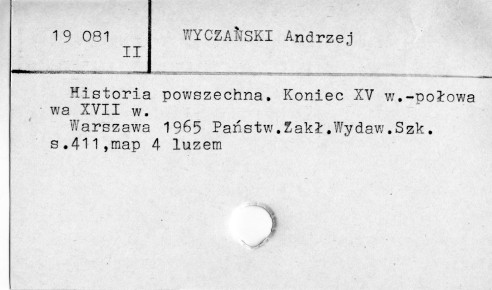 19 081
II
WYCZAŃSKI Andrzej
Historia powszechna. Koniec XV w.-połowa
wa XVII w.
Warszawa 1965 Państw.Zakł.Wydaw.Szk.
s.411,map 4 luzem